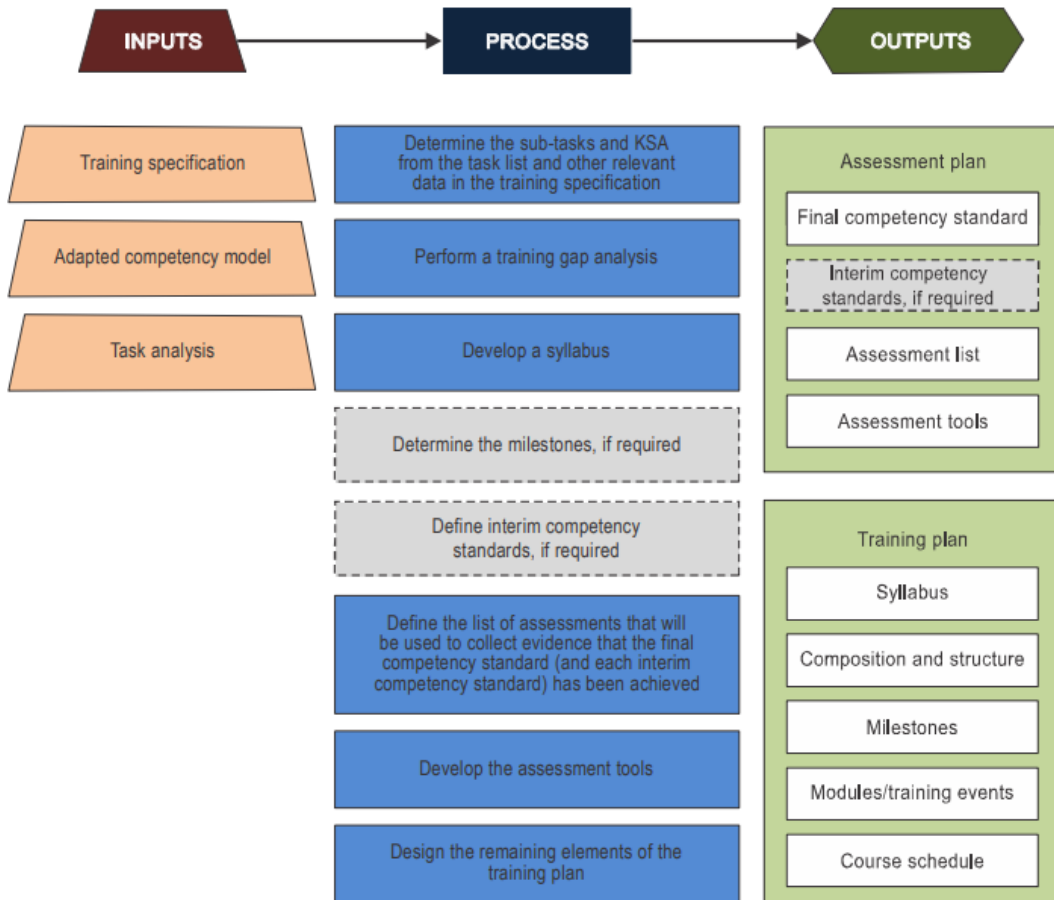 INPUTS
PROCESS
OUTPUTS
Training specification
Adapted competency model
Task analysis
Determine the sub-tasks and KSA
from the task list and other relevant
data in the training specification
Perform a training gap analysis
Develop a syllabus
Determine the milestones, if required
Define interim competency
standards, if required
Define the list of assessments that will
be used to collect evidence that the final
competency standard (and each interim
competency standard) has been achieved
Develop the assessment tools
Design the remaining elements of the
training plan
Assessment plan
Final competency standard
Interim competency
standards, if required
Assessment list
Assessment tools
Training plan
Syllabus
Composition and structure
Milestones
Modules/training events
Course schedule